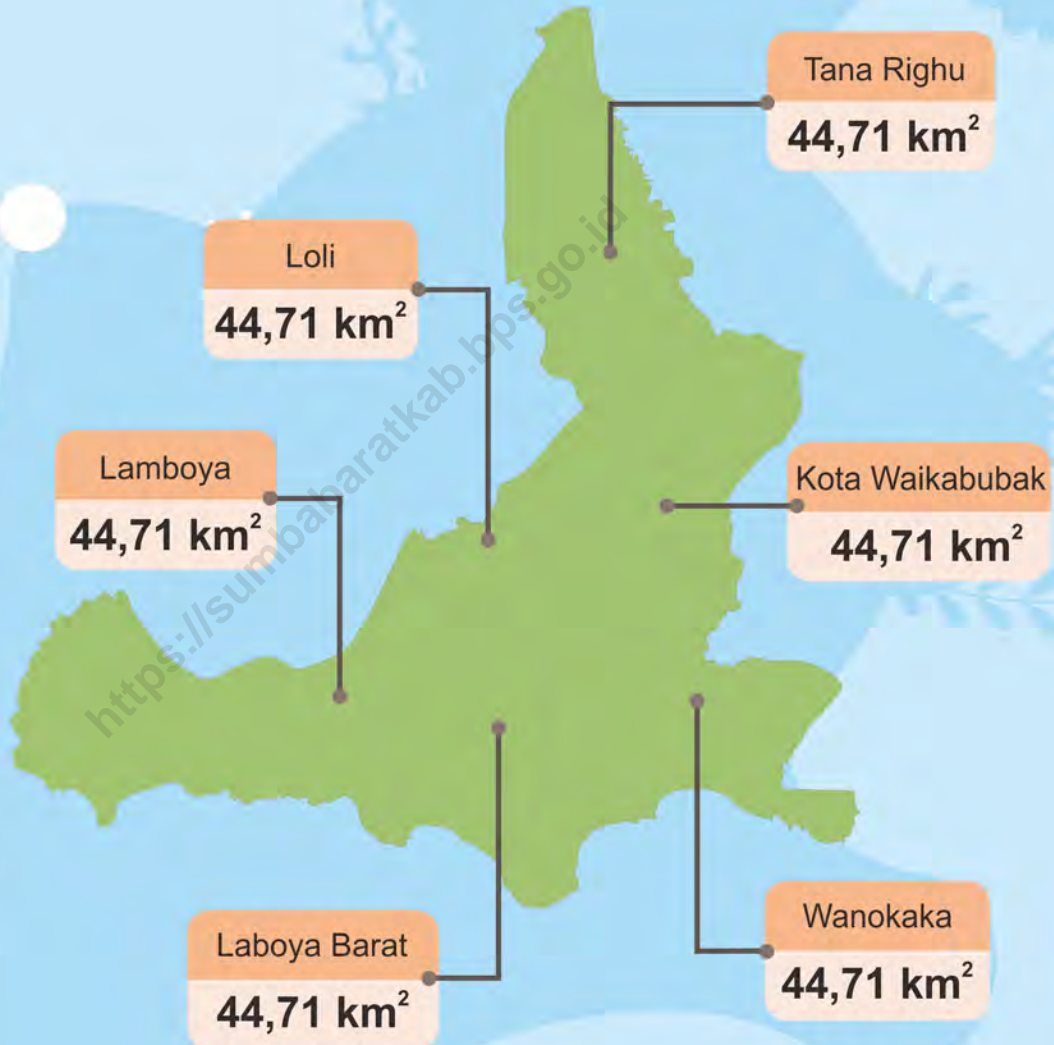 Tana Righu
44,71 km²
Loli
44,71 km²
Lamboya
44,71 km²
Kota Waikabubak
44,71 km²
Laboya Barat
44,71 km²
Wanokaka
44,71 km²
https://sumbabaratkab.bps.go.id